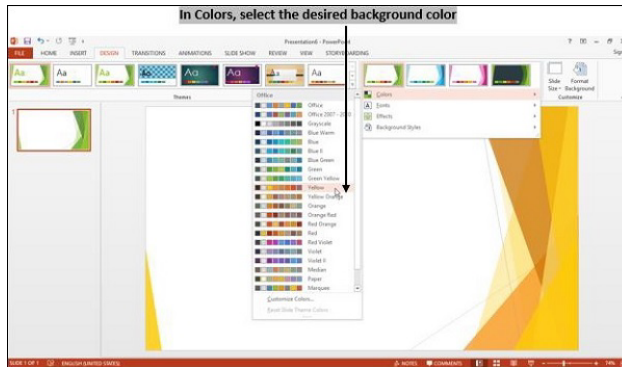 In Colors, select the desired background color
Presentation6 - PowerPoint
FILE HOME INSERT DESIGN TRANSITIONS ANIMATIONS SLIDE SHOW REVIEW VIEW STORYBOARDING
Aa Aa Aa Aa Aa Aa Aa
Slide Format
Size Background
Themes
Customize
Colors
Fonts
Effects
Background Styles
Office
Office
Office 2007 - 2010
Grayscale
Blue Warm
Blue
Blue II
Blue Green
Green
Green Yellow
Yellow
Yellow Orange
Orange
Orange Red
Red Orange
Red
Red Violet
Violet
Violet II
Median
Paper
Marquee
Customize Colors...
Reset Slide Theme Colors
1
SLIDE 1 OF 1 ENGLISH (UNITED STATES) NOTES COMMENTS 74%